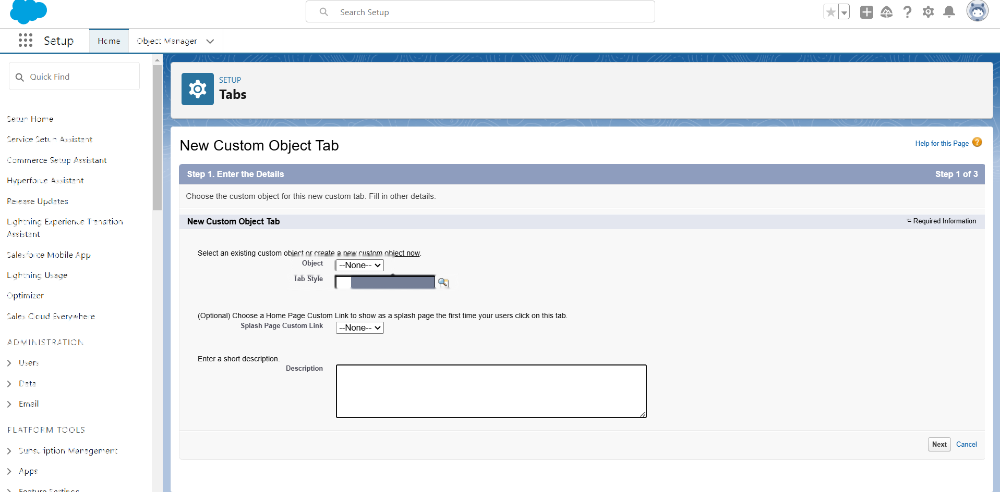 Search Setup
Setup
Home
Object Manager
Quick Find
Setup Home
Service Setup Assistant
Commerce Setup Assistant
Hyperforce Assistant
Release Updates
Lightning Experience Transition
Assistant
Salesforce Mobile App
Lightning Usage
Optimizer
Sales Cloud Everywhere
ADMINISTRATION
Users
Data
Email
PLATFORM TOOLS
Subscription Management
Apps
Feature Settings
SETUP
Tabs
New Custom Object Tab
Help for this Page
Step 1. Enter the Details
Step 1 of 3
Choose the custom object for this new custom tab. Fill in other details.
New Custom Object Tab
= Required Information
Select an existing custom object or create a new custom object now.
Object
--None--
Tab Style
(Optional) Choose a Home Page Custom Link to show as a splash page the first time your users click on this tab.
Splash Page Custom Link
--None--
Enter a short description.
Description
Next
Cancel